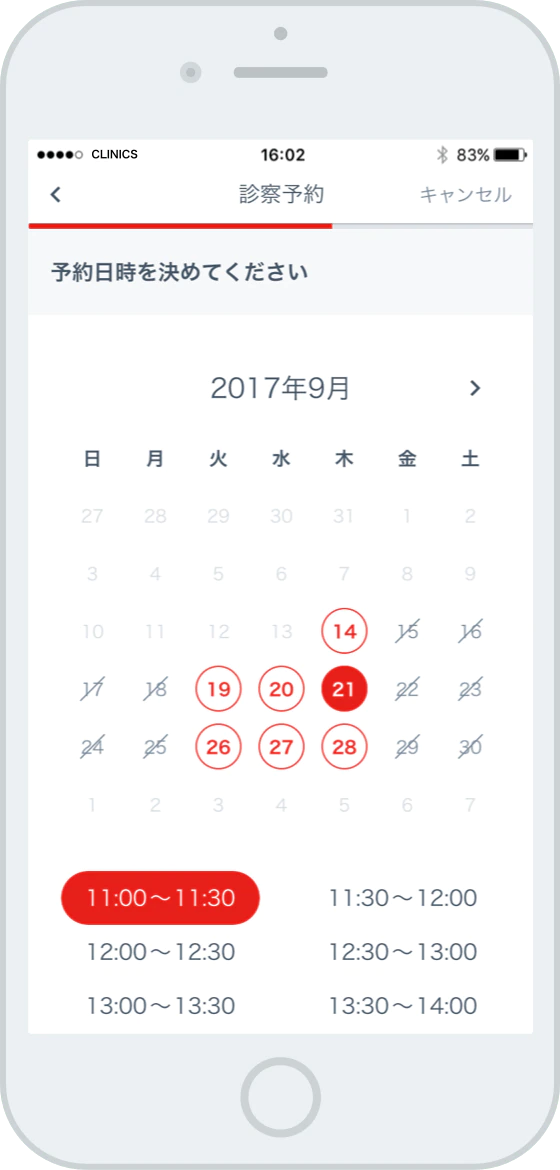 CLINICS 16:02 83%
診察予約 キャンセル
予約日時を決めてください
2017年9月
日 月 火 水 木 金 土
27 28 29 30 31 1 2
3 4 5 6 7 8 9
10 11 12 13 14 15 16
17 18 19 20 21 22 23
24 25 26 27 28 29 30
1 2 3 4 5 6 7
11:00〜11:30 11:30〜12:00
12:00〜12:30 12:30〜13:00
13:00〜13:30 13:30〜14:00